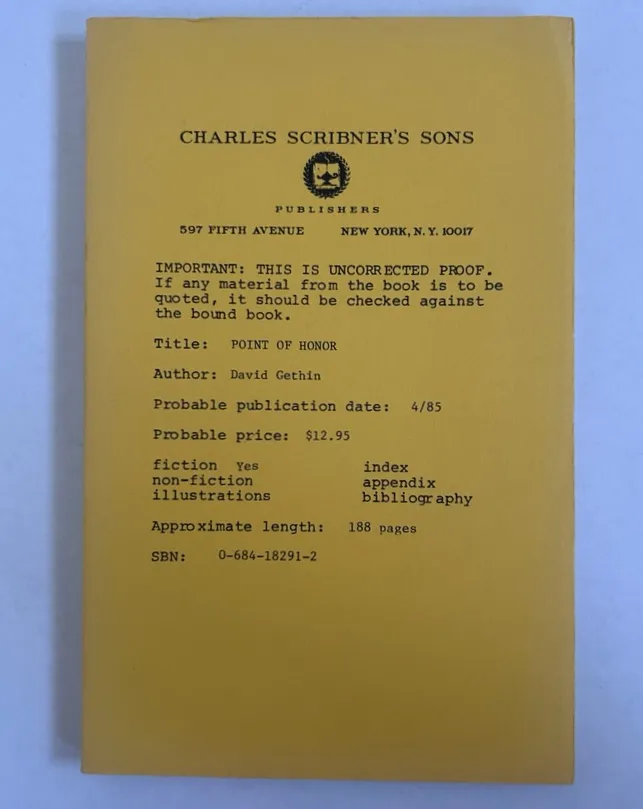 CHARLES SCRIBNER'S SONS
PUBLISHERS
597 FIFTH AVENUE NEW YORK, N. Y. 10017
IMPORTANT: THIS IS UNCORRECTED PROOF.
If any material from the book is to be
quoted, it should be checked against
the bound book.
Title: POINT OF HONOR
Author: David Gethin
Probable publication date: 4/85
Probable price: $12.95
fiction Yes index
non-fiction appendix
illustrations bibliography
Approximate length: 188 pages
SBN: 0-684-18291-2